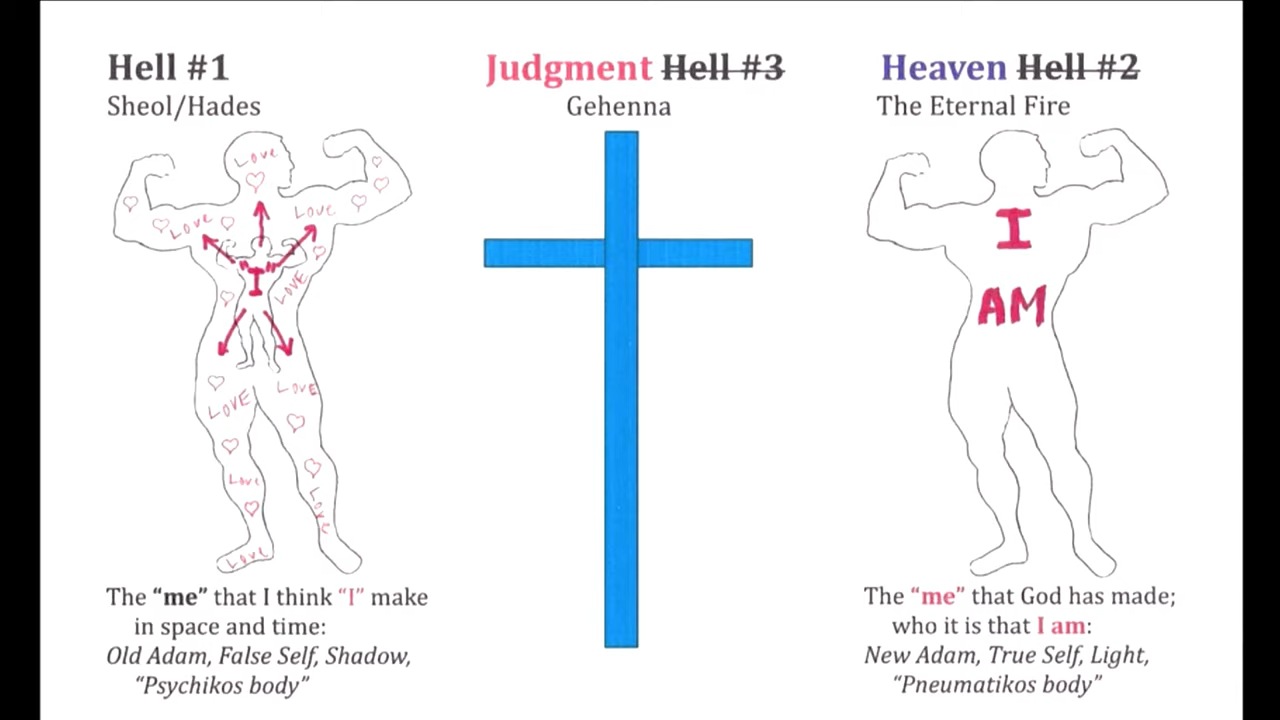 Hell #1
Sheol/Hades
Love
Love
Love
Love
I
Love
Love
Love
Love
Love
The “me” that I think “I” make
in space and time:
Old Adam, False Self, Shadow,
“Psychikos body”
Judgment Hell #3
Gehenna
Heaven Hell #2
The Eternal Fire
I
AM
The “me” that God has made;
who it is that I am:
New Adam, True Self, Light,
“Pneumatikos body”